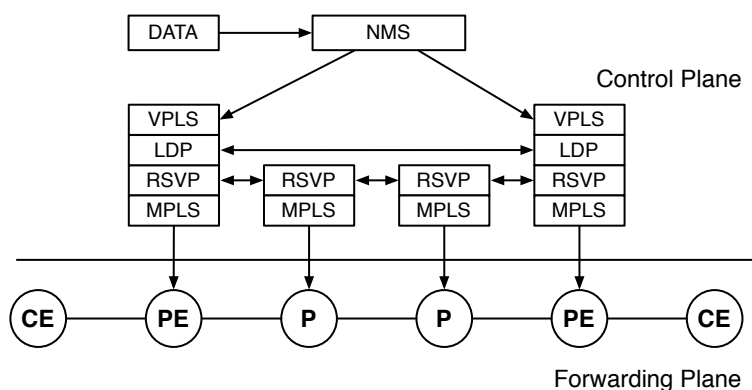 DATA
NMS
Control Plane
VPLS
VPLS
LDP
LDP
RSVP
RSVP
RSVP
RSVP
MPLS
MPLS
MPLS
MPLS
CE
PE
P
P
PE
CE
Forwarding Plane